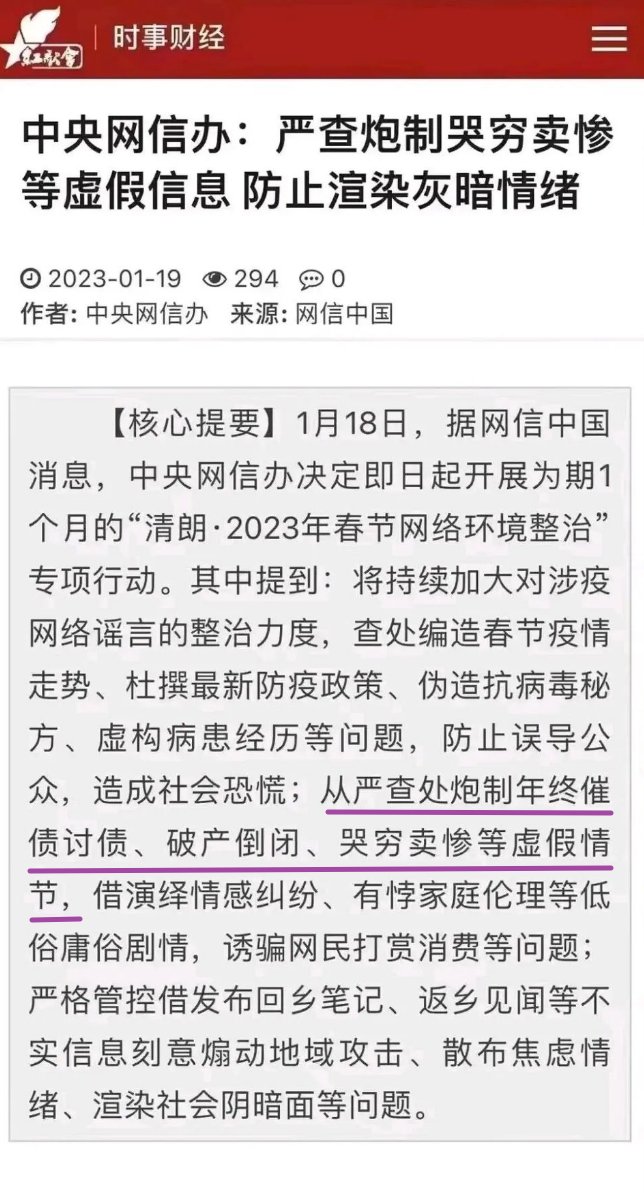 红歌会
时事财经
中央网信办：严查炮制哭穷卖惨
等虚假信息 防止渲染灰暗情绪
2023-01-19 294 0
作者: 中央网信办 来源: 网信中国
【核心提要】1月18日，据网信中国
消息，中央网信办决定即日起开展为期1
个月的“清朗·2023年春节网络环境整治”
专项行动。其中提到：将持续加大对涉疫
网络谣言的整治力度，查处编造春节疫情
走势、杜撰最新防疫政策、伪造抗病毒秘
方、虚构病患经历等问题，防止误导公
众，造成社会恐慌；从严查处炮制年终催
债讨债、破产倒闭、哭穷卖惨等虚假情
节，借演绎情感纠纷、有悖家庭伦理等低
俗庸俗剧情，诱骗网民打赏消费等问题；
严格管控借发布回乡笔记、返乡见闻等不
实信息刻意煽动地域攻击、散布焦虑情
绪、渲染社会阴暗面等问题。